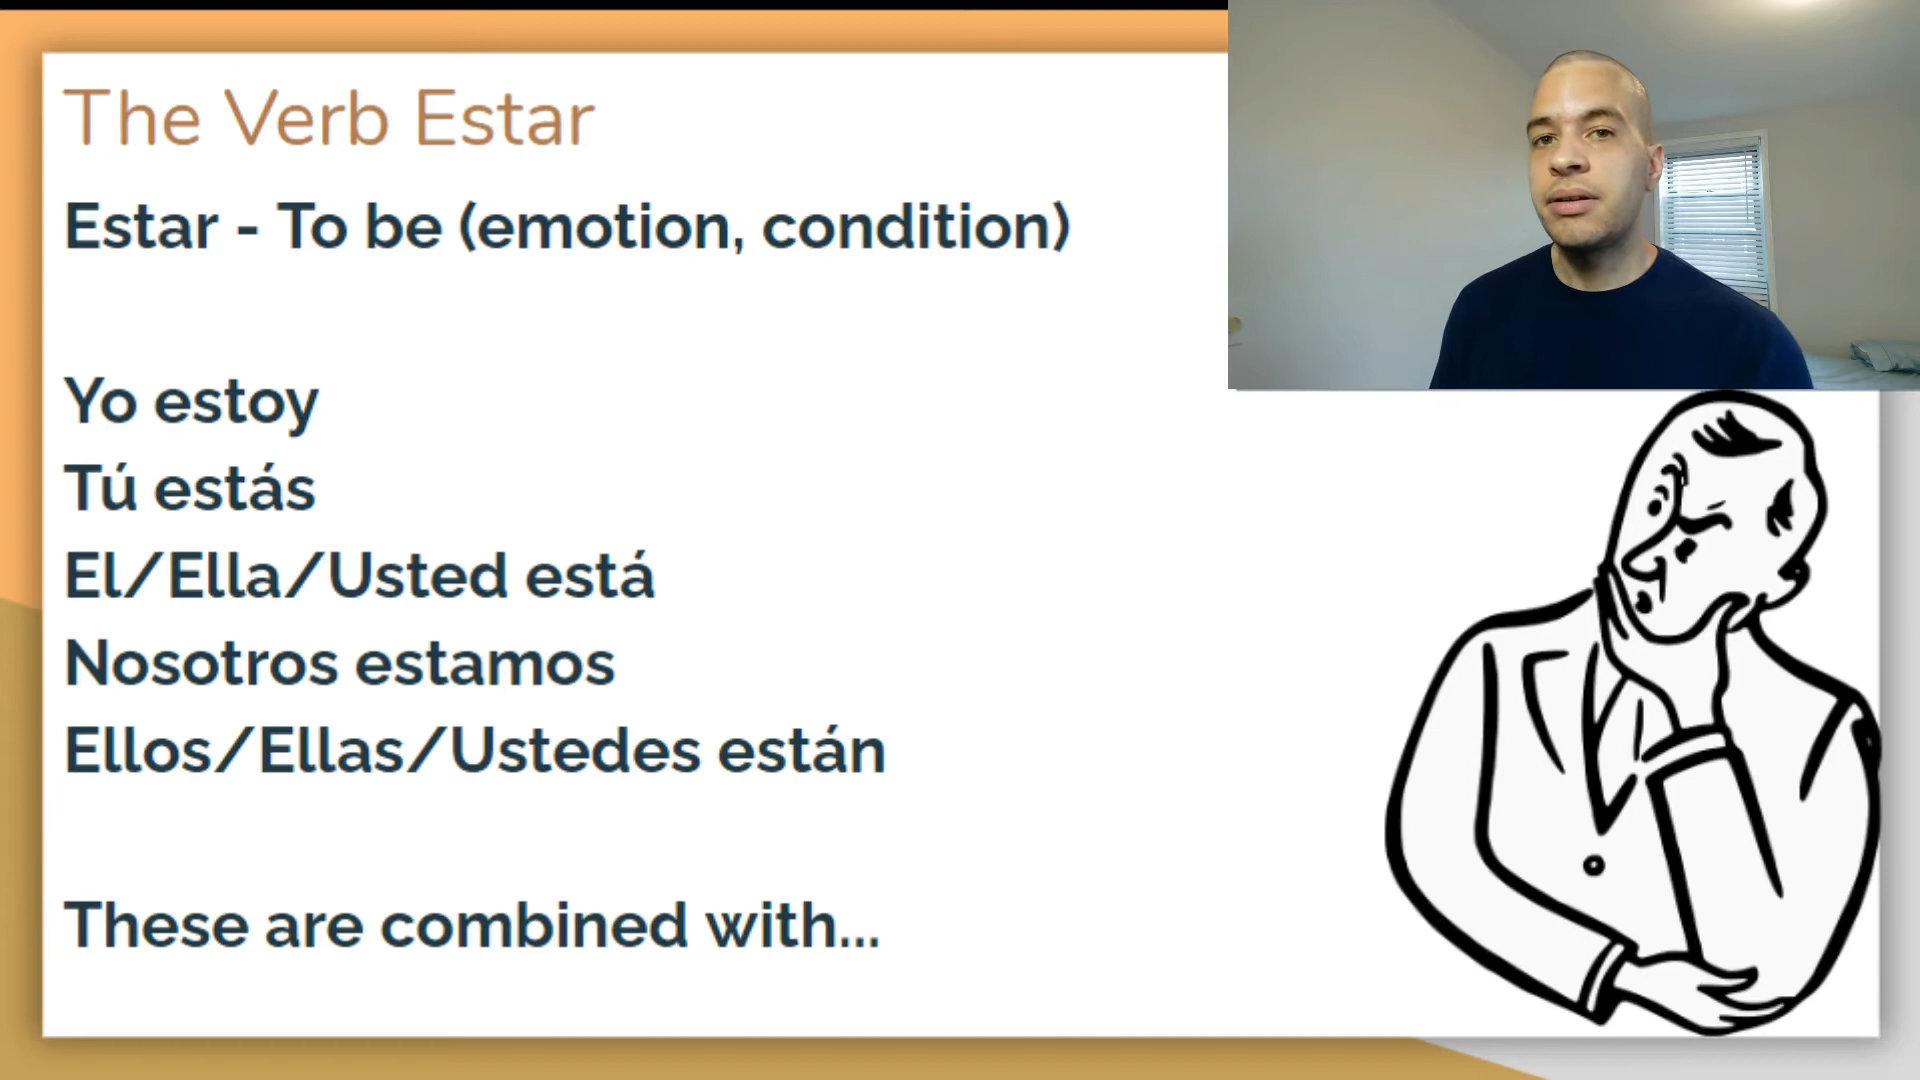 The Verb Estar
Estar - To be (emotion, condition)
Yo estoy
Tú estás
El/Ella/Usted está
Nosotros estamos
Ellos/Ellas/Ustedes están
These are combined with...